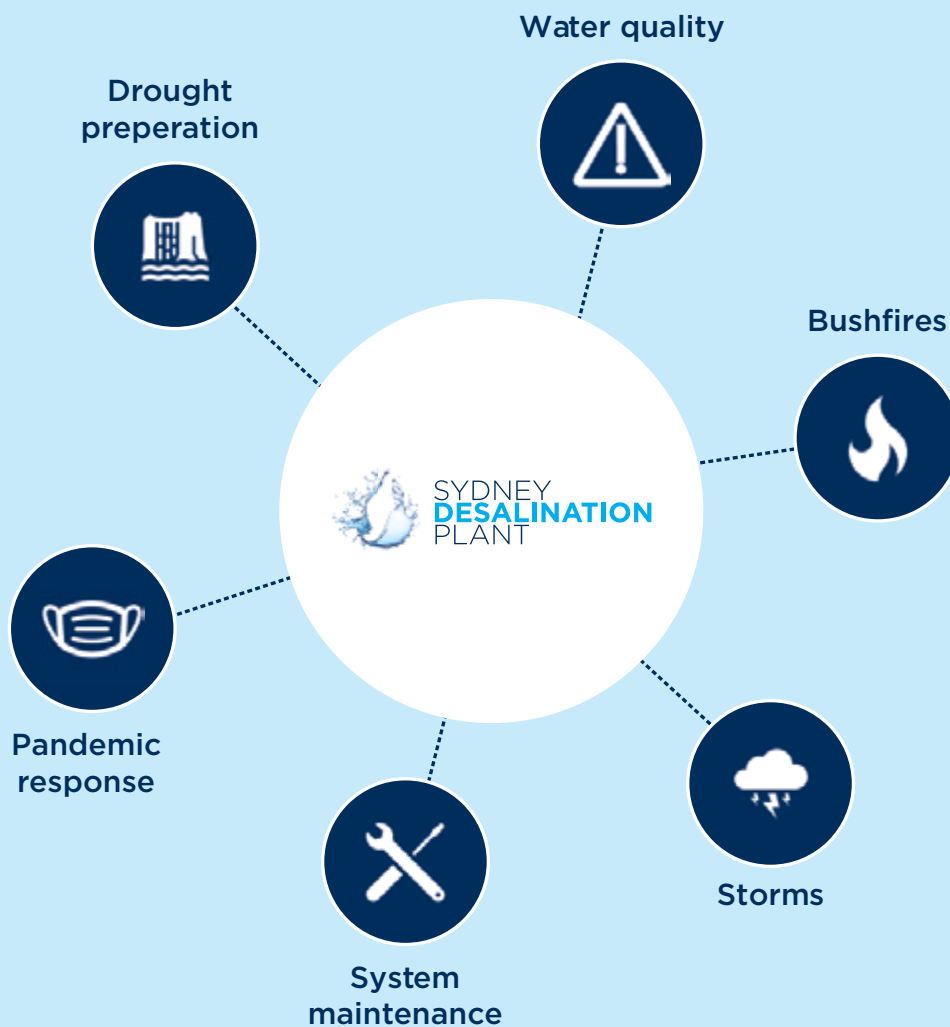 Water quality
Drought
preperation
Bushfires
SYDNEY
DESALINATION
PLANT
Pandemic
response
Storms
System
maintenance